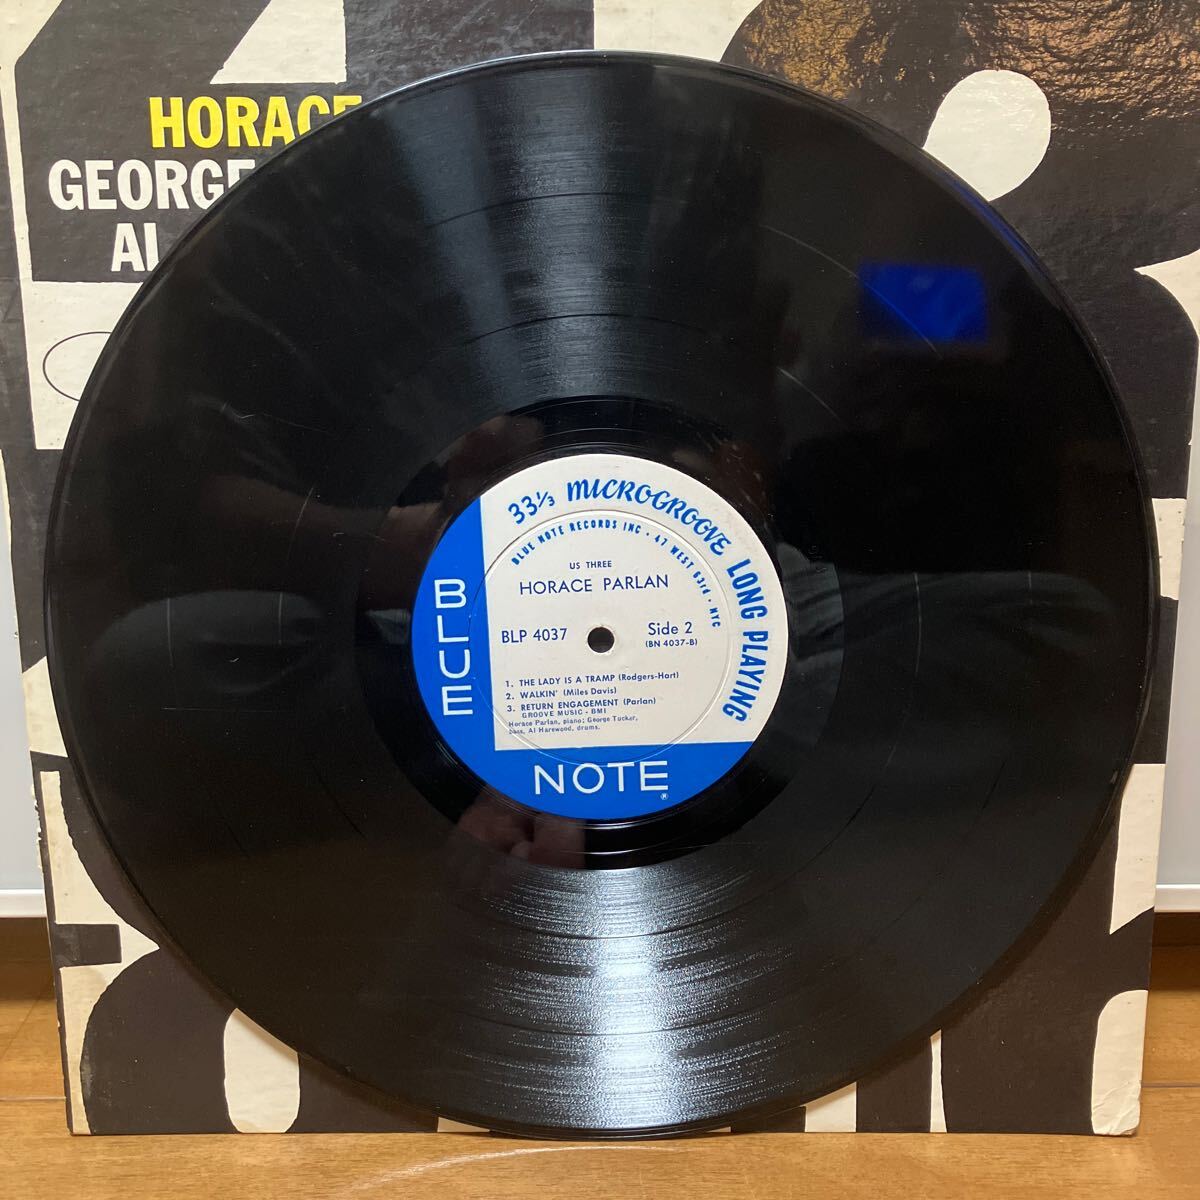 HORACE
GEORGE
Al
33⅓ MICROGROOVE LONG PLAYING
BLUE NOTE RECORDS INC • 47 WEST 63rd • NYC
US THREE
HORACE PARLAN
BLP 4037 Side 2
(BN 4037-B)
1. THE LADY IS A TRAMP (Rodgers-Hart)
2. WALKIN' (Miles Davis)
3. RETURN ENGAGEMENT (Parlan)
GROOVE MUSIC - BMI
Horace Parlan, piano; George Tucker,
bass, Al Harewood, drums.
BLUE
NOTE®